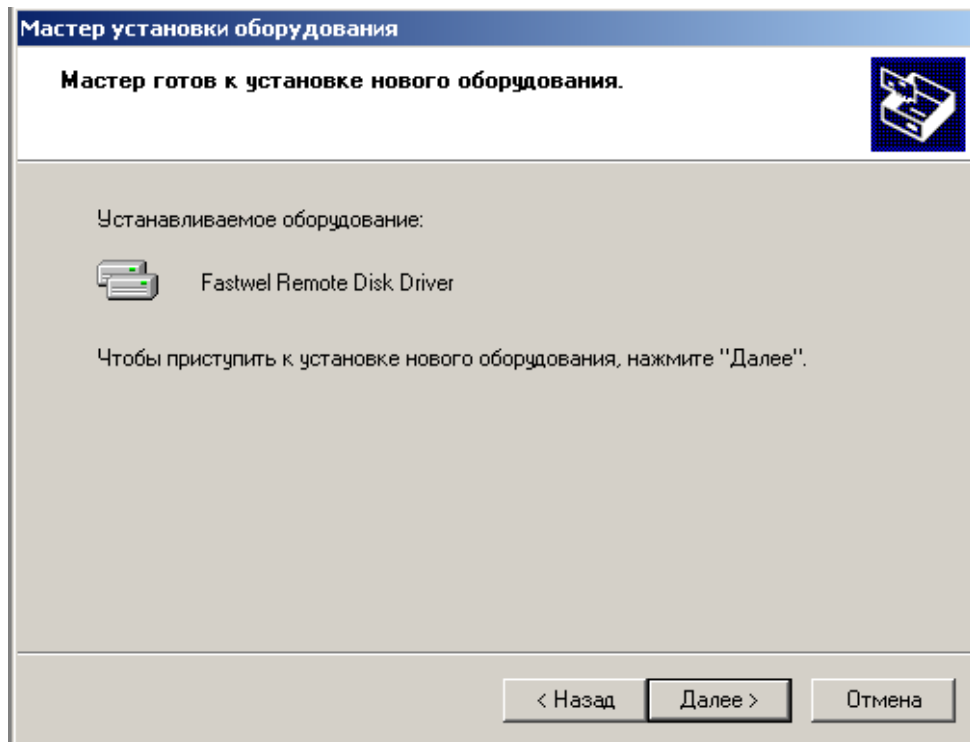 Мастер установки оборудования
Мастер готов к установке нового оборудования.
Устанавливаемое оборудование:
Fastwel Remote Disk Driver
Чтобы приступить к установке нового оборудования, нажмите "Далее".
< Назад Далее > Отмена